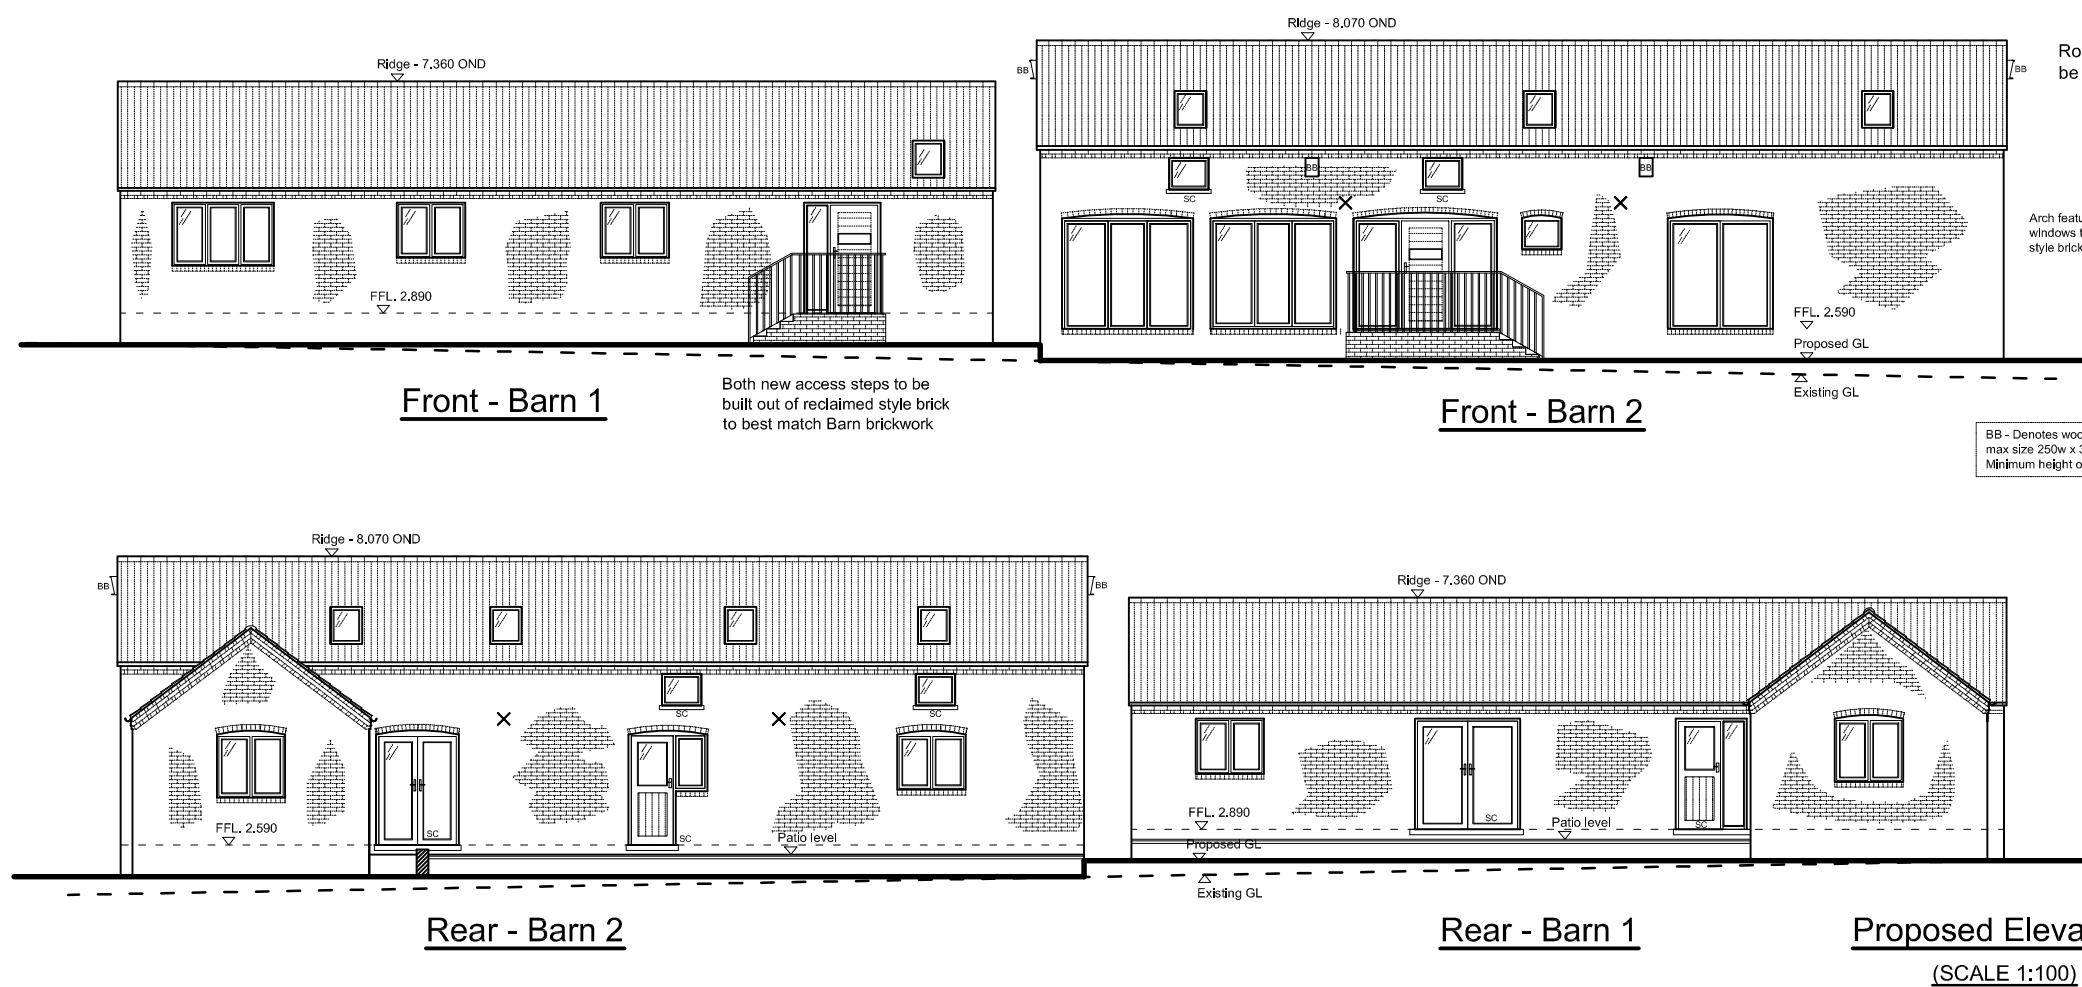 Ridge - 7.360 OND
FFL. 2.890
Front - Barn 1
Both new access steps to be
built out of reclaimed style brick
to best match Barn brickwork
Ridge - 8.070 OND
BB
BB
BB
BB
SC
SC
FFL. 2.590
Proposed GL
Existing GL
Front - Barn 2
Ro
be
Arch featu
windows t
style brick
BB - Denotes woo
max size 250w x 3
Minimum height o
Ridge - 8.070 OND
BB
BB
SC
SC
FFL. 2.590
SC
SC
Patio level
Rear - Barn 2
Ridge - 7.360 OND
FFL. 2.890
SC
SC
Patio level
Proposed GL
Existing GL
Rear - Barn 1
Proposed Eleva
(SCALE 1:100)